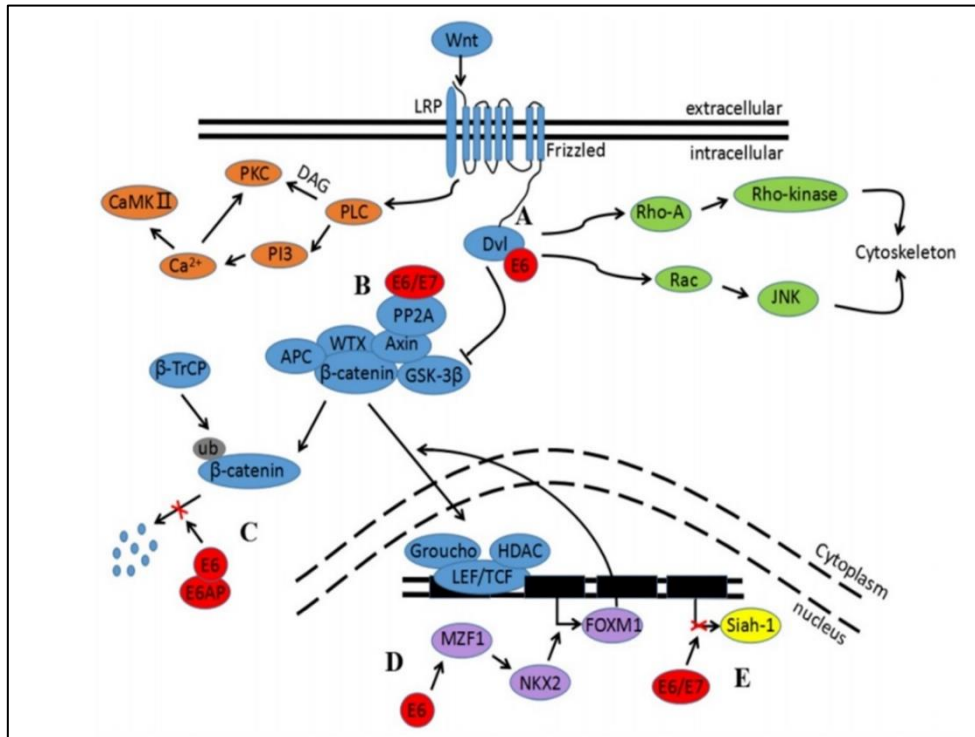 Wnt
LRP
extracellular
Frizzled
intracellular
PKC
DAG
CaMK II
PLC
A
Rho-A
Rho-kinase
Ca²⁺
PI3
Dvl
E6
Cytoskeleton
B
E6/E7
Rac
JNK
PP2A
WTX
Axin
APC
β-catenin
GSK-3β
β-TrCP
ub
β-catenin
C
E6
E6AP
Groucho
HDAC
LEF/TCF
Cytoplasm
nucleus
MZF1
FOXM1
Siah-1
D
NKX2
E6/E7
E
E6